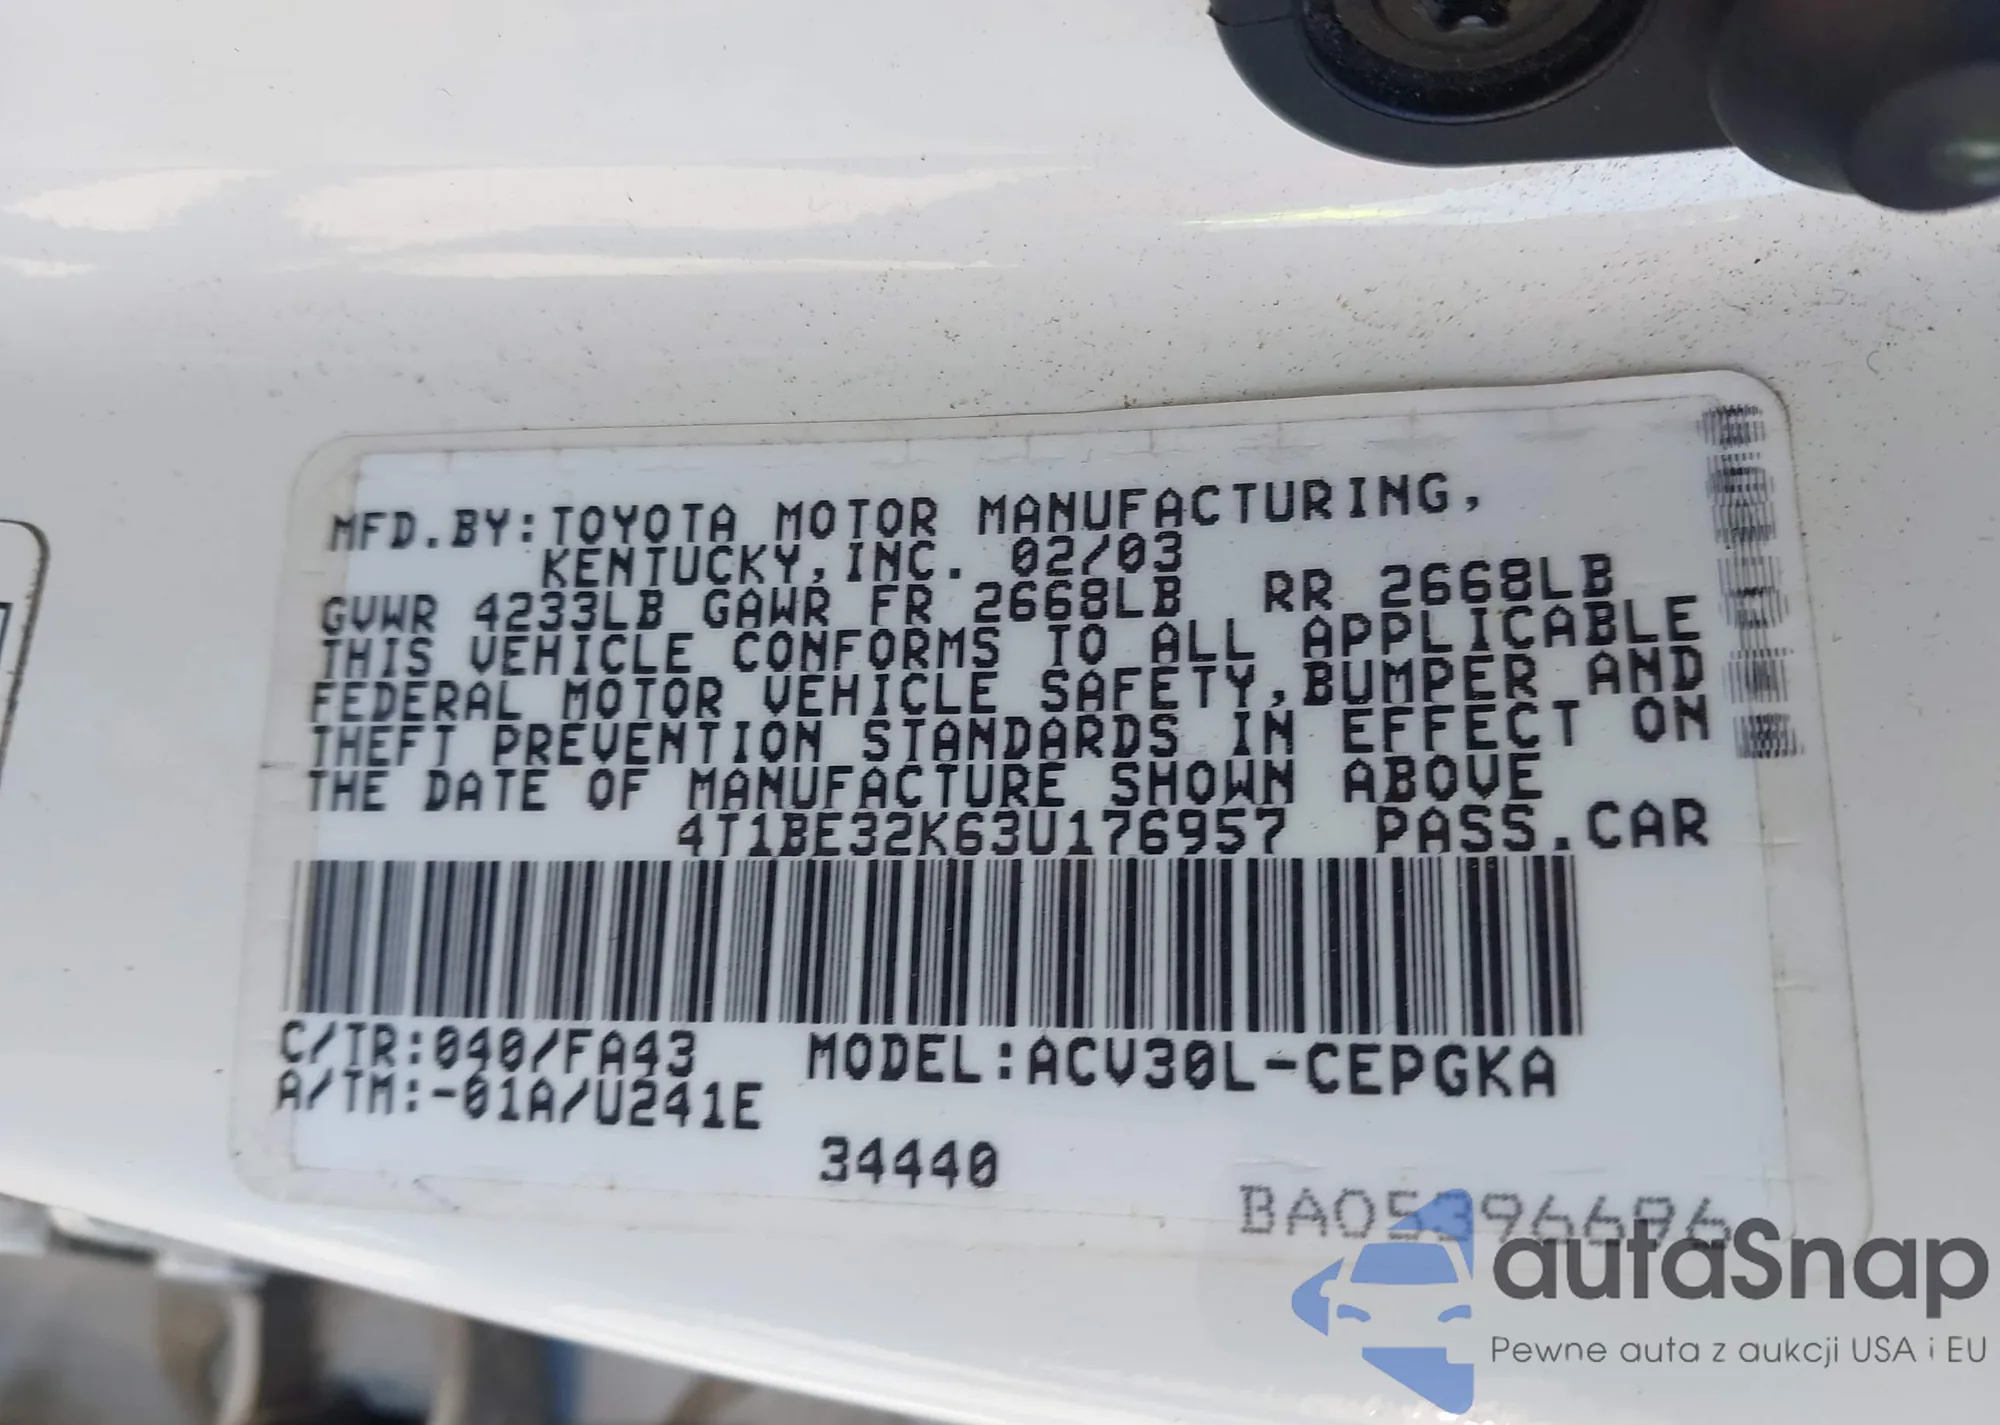 MFD.BY:TOYOTA MOTOR MANUFACTURING,
KENTUCKY,INC. 02/03
GVWR 4233LB GAWR FR 2668LB RR 2668LB
THIS VEHICLE CONFORMS TO ALL APPLICABLE
FEDERAL MOTOR VEHICLE SAFETY,BUMPER AND
THEFT PREVENTION STANDARDS IN EFFECT ON
THE DATE OF MANUFACTURE SHOWN ABOVE
4T1BE32K63U176957 PASS.CAR
C/TR:040/FA43 MODEL:ACV30L-CEPGKA
A/TM:-01A/U241E
34440
autaSnap
Pewne auta z aukcji USA i EU